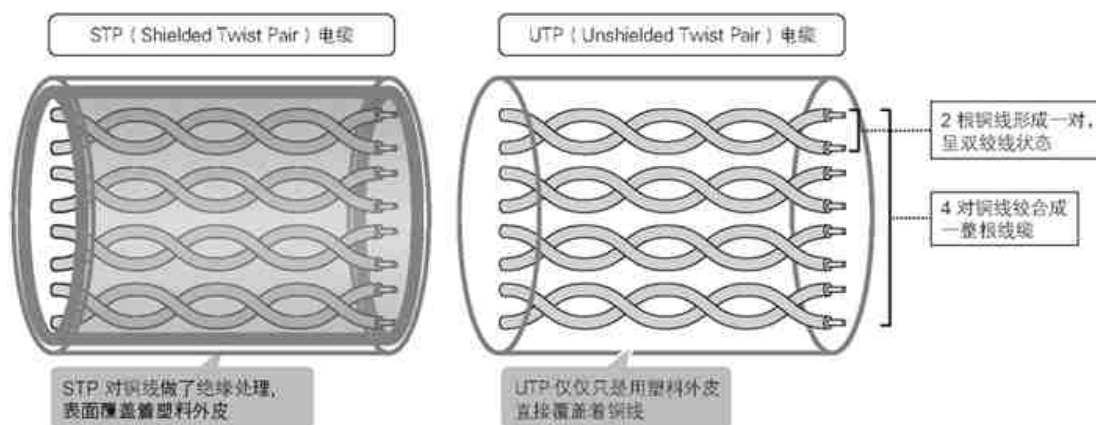 STP（Shielded Twist Pair）电缆
UTP（Unshielded Twist Pair）电缆
2 根铜线形成一对，
呈双绞线状态
4 对铜线绞合成
一整根线缆
STP 对铜线做了绝缘处理，
表面覆盖着塑料外皮
UTP 仅仅只是用塑料外皮
直接覆盖着铜线